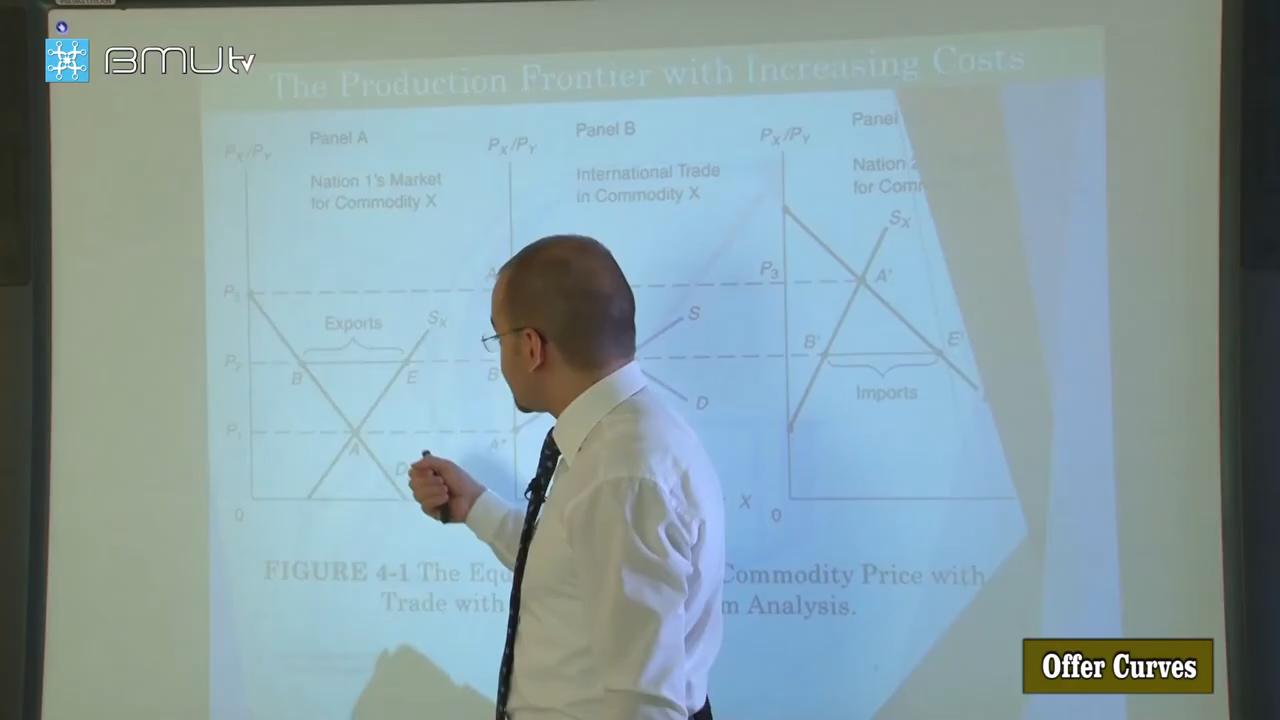 BMUtv
The Production Frontier with Increasing Costs
Panel A
Panel B
Panel
PX/PY
PX/PY
PX/PY
Nation 1's Market
for Commodity X
International Trade
in Commodity X
Nation
for Com
SX
P3
A'
P3
Exports
SX
S
P2
B
E
B
B'
E'
D
Imports
P1
A
A*
D
X
0
0
FIGURE 4-1 The Equ
Commodity Price with
Trade with
m Analysis.
Offer Curves